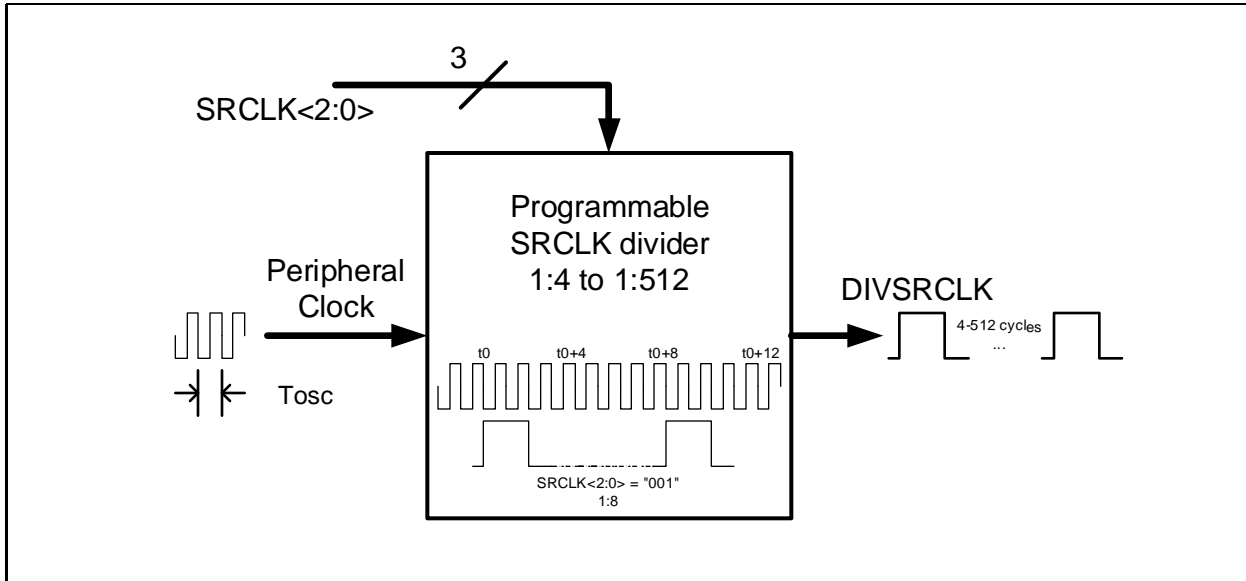 3
SRCLK<2:0>
Programmable
SRCLK divider
1:4 to 1:512
Peripheral
Clock
DIVSRCLK
4-512 cycles
...
t0 t0+4 t0+8 t0+12
Tosc
SRCLK<2:0> = "001"
1:8